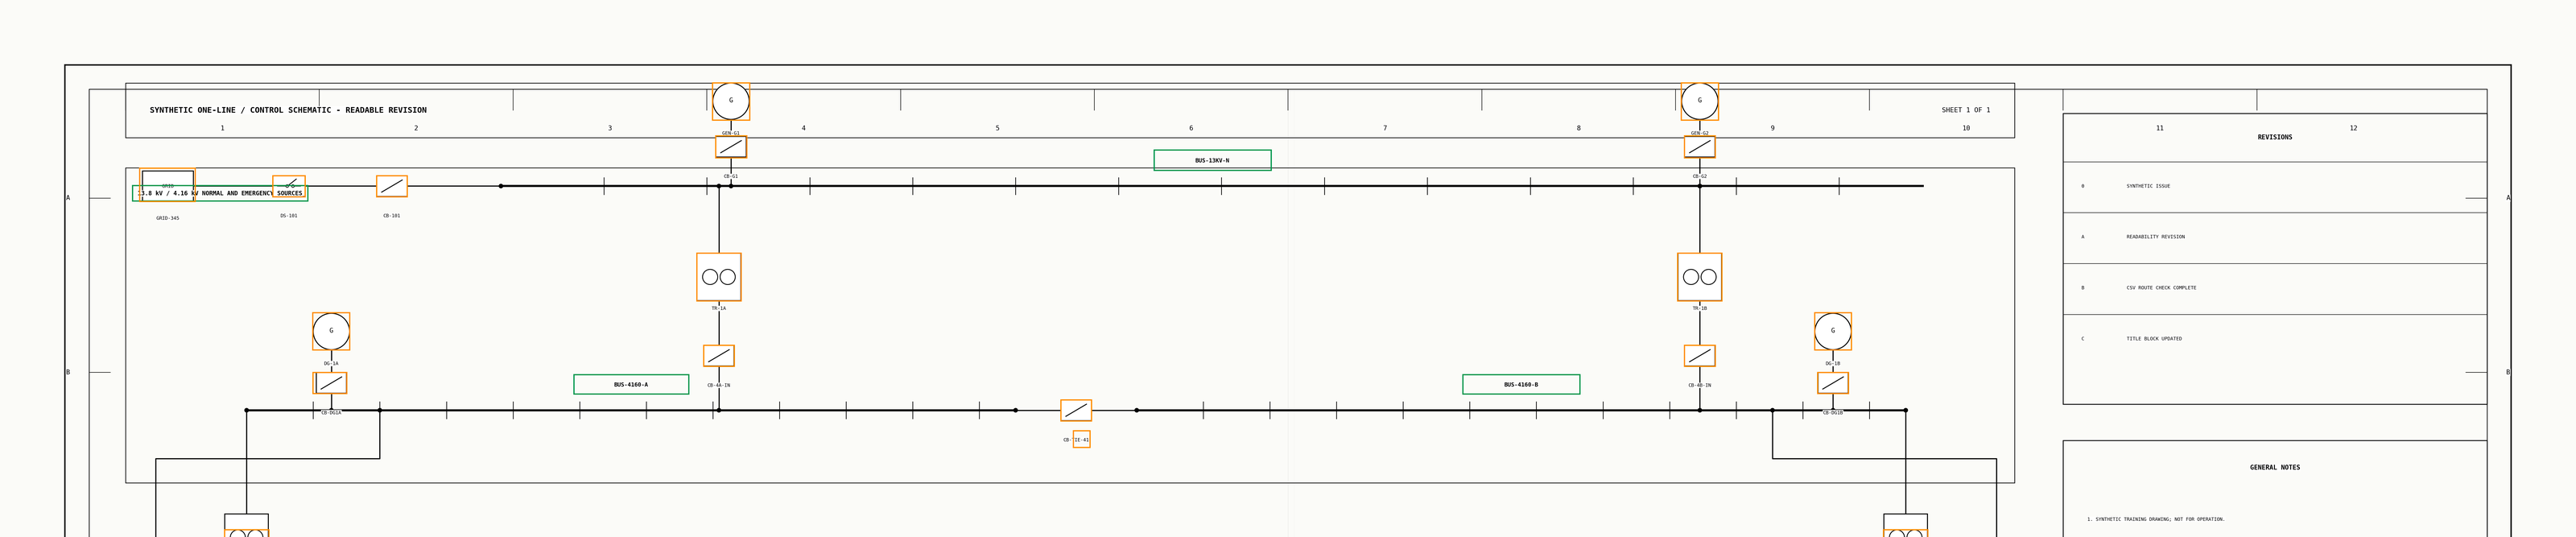 SYNTHETIC ONE-LINE / CONTROL SCHEMATIC - READABLE REVISION
SHEET 1 OF 1
1 2 3 4 5 6 7 8 9 10 11 12
G
GEN-G1
CB-G1
G
GEN-G2
CB-G2
REVISIONS
BUS-13KV-N
A
GRID
13.8 kV / 4.16 kV NORMAL AND EMERGENCY SOURCES
GRID-345
DS-101
CB-101
0 SYNTHETIC ISSUE
A
A READABILITY REVISION
B CSV ROUTE CHECK COMPLETE
C TITLE BLOCK UPDATED
TR-1A
TR-1B
G
DG-1A
G
DG-1B
B
B
BUS-4160-A
CB-4A-IN
BUS-4160-B
CB-4B-IN
CB-DG1A
CB-DG1B
CB-TIE-41
GENERAL NOTES
1. SYNTHETIC TRAINING DRAWING; NOT FOR OPERATION.